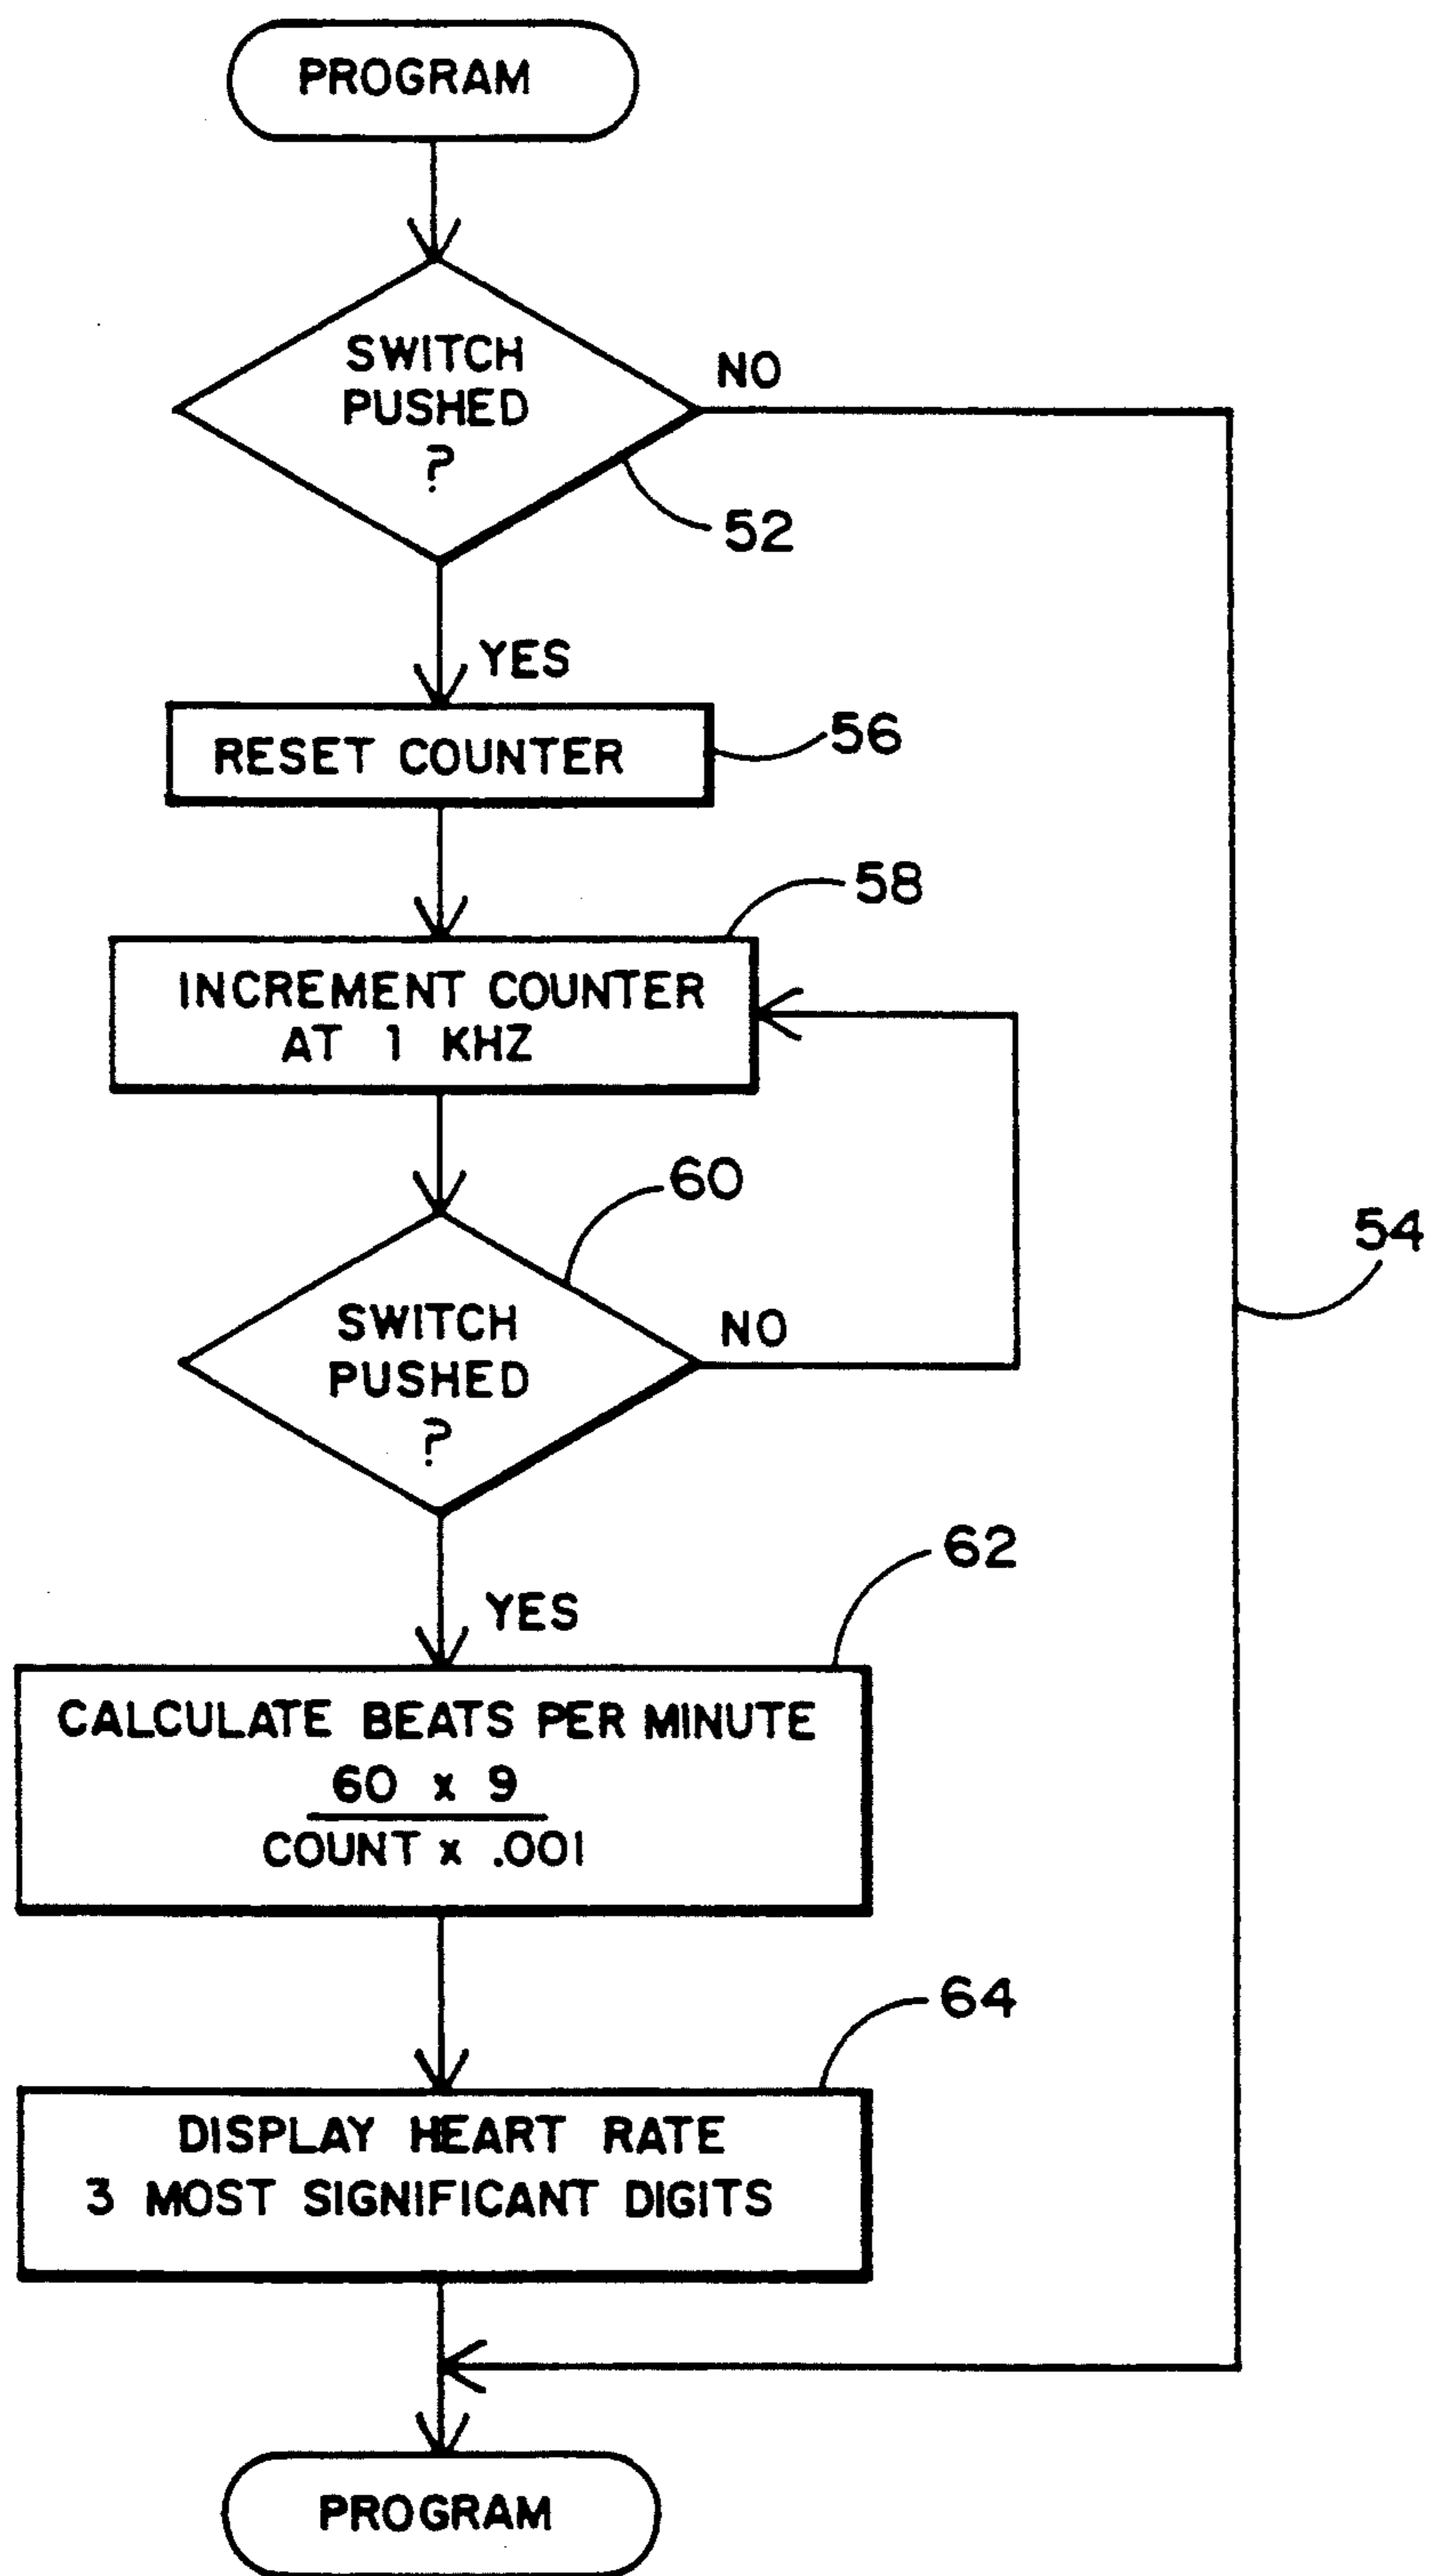 PROGRAM
SWITCH
PUSHED
?
NO
52
YES
RESET COUNTER
56
58
INCREMENT COUNTER
AT 1 KHZ
60
SWITCH
PUSHED
?
NO
54
YES
62
CALCULATE BEATS PER MINUTE
60 x 9
COUNT x .001
64
DISPLAY HEART RATE
3 MOST SIGNIFICANT DIGITS
PROGRAM